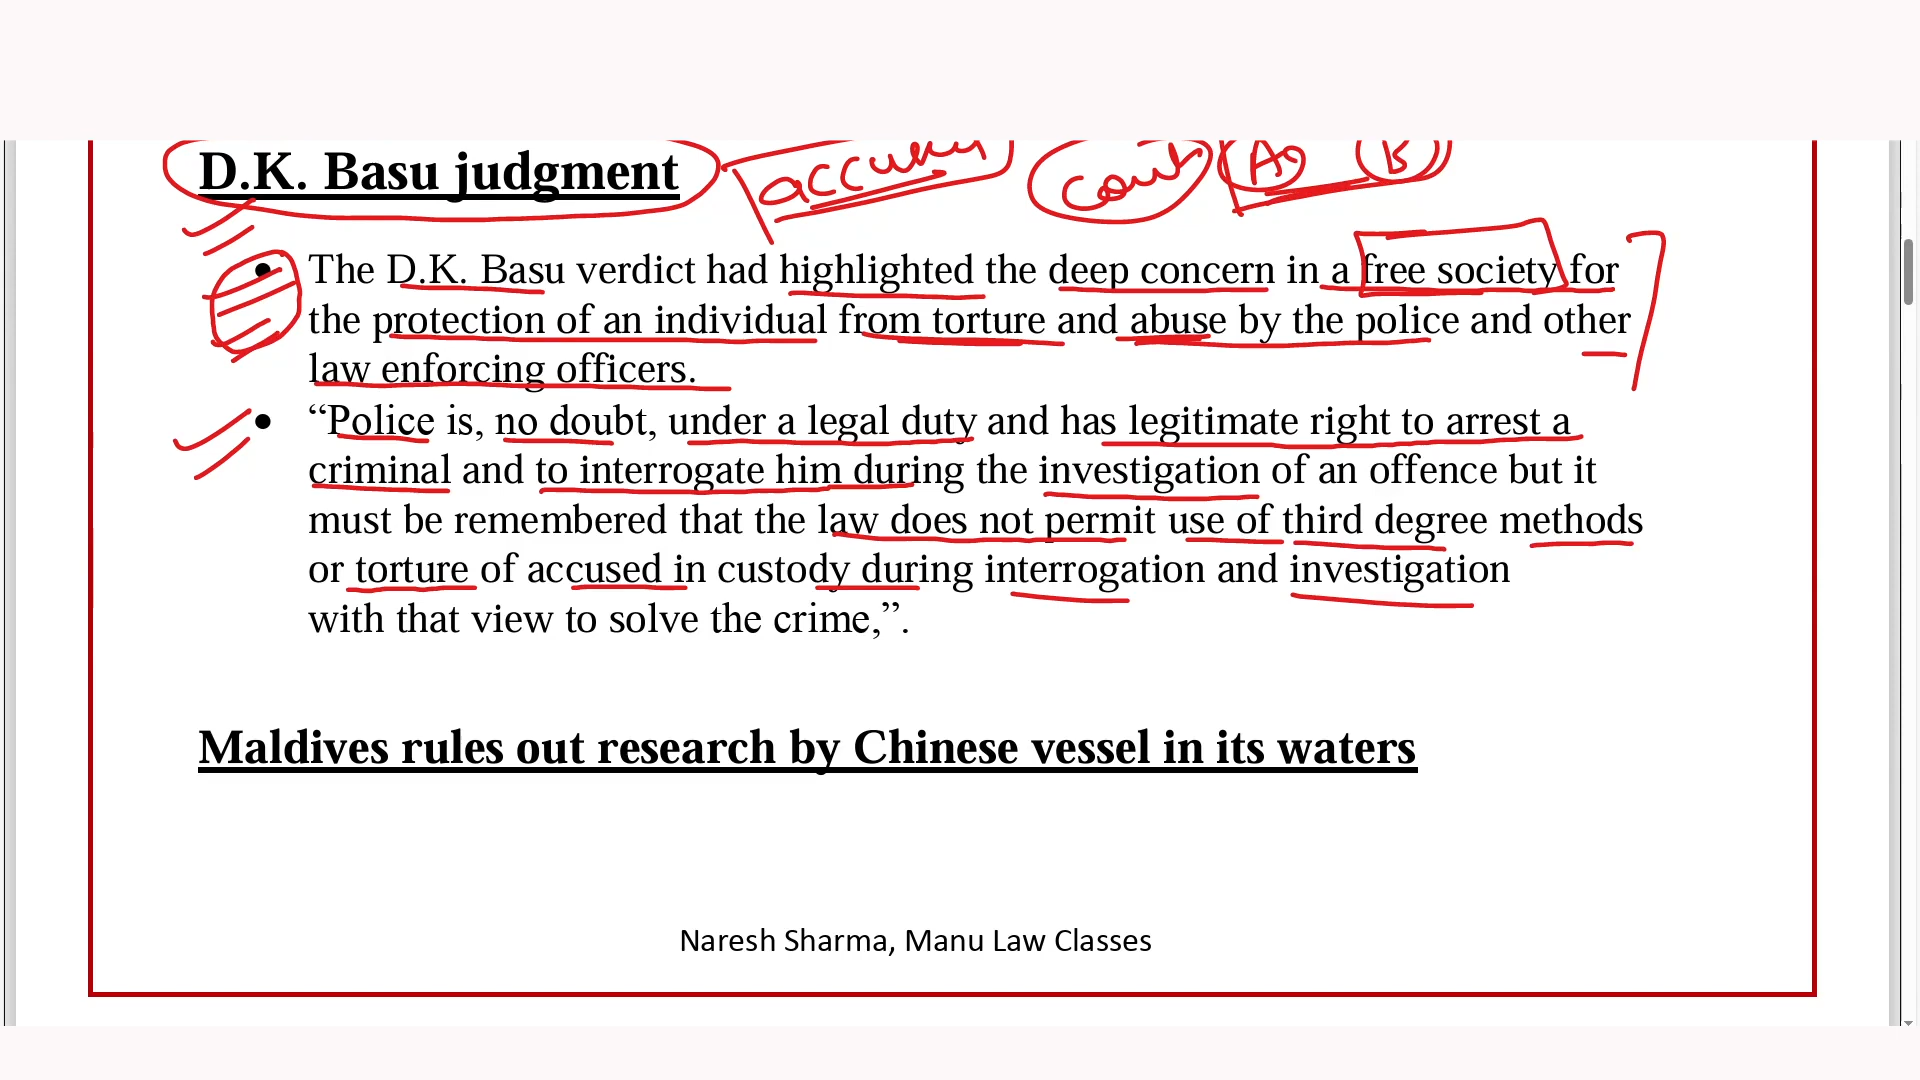 D.K. Basu judgment Court A B
The D.K. Basu verdict had highlighted the deep concern in a free society for
the protection of an individual from torture and abuse by the police and other
law enforcing officers.
“Police is, no doubt, under a legal duty and has legitimate right to arrest a
criminal and to interrogate him during the investigation of an offence but it
must be remembered that the law does not permit use of third degree methods
or torture of accused in custody during interrogation and investigation
with that view to solve the crime,”.
Maldives rules out research by Chinese vessel in its waters
Naresh Sharma, Manu Law Classes